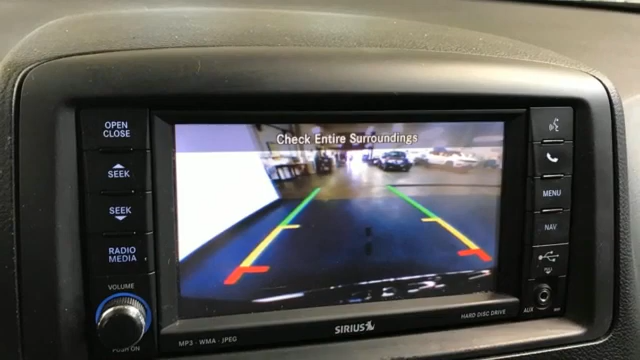 OPEN
CLOSE
SEEK
SEEK
RADIO
MEDIA
VOLUME
PUSH ON
Check Entire Surroundings
MP3 - WMA - JPEG
SIRIUS
HARD DISC DRIVE
MENU
NAV
AUX